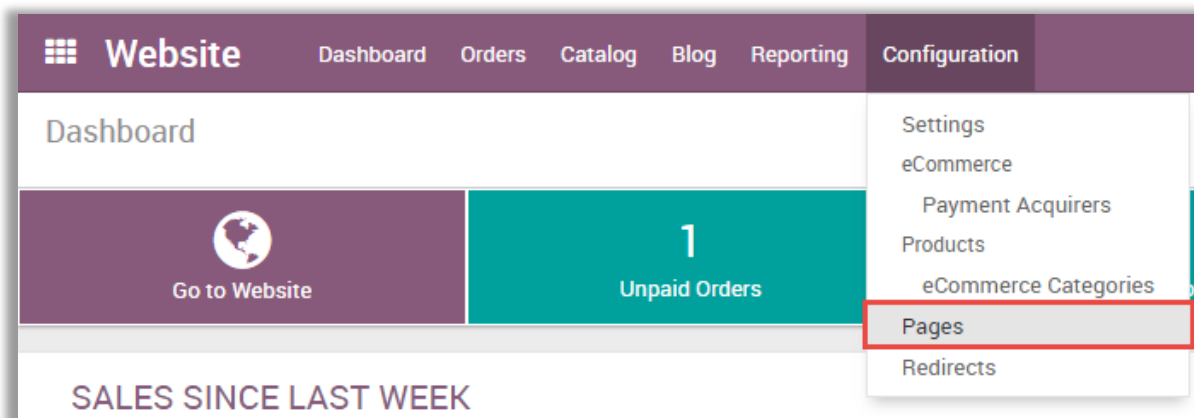 Website Dashboard Orders Catalog Blog Reporting Configuration
Dashboard
Settings
eCommerce
Payment Acquirers
Products
eCommerce Categories
Pages
Redirects
Go to Website
1
Unpaid Orders
SALES SINCE LAST WEEK